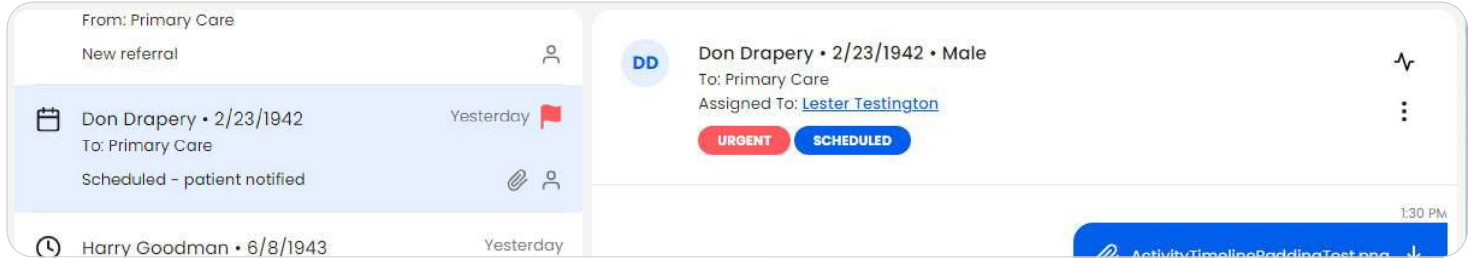 From: Primary Care
New referral
Don Drapery • 2/23/1942
Yesterday
To: Primary Care
Scheduled - patient notified
Harry Goodman • 6/8/1943
Yesterday
DD
Don Drapery • 2/23/1942 • Male
To: Primary Care
Assigned To: Lester Testington
URGENT
SCHEDULED
1:30 PM
ActivityTimelinePaddingTest.png